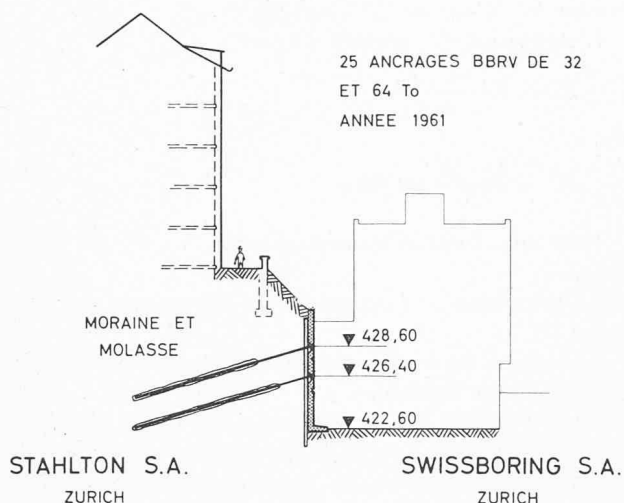 25 ANCRAGES BBRV DE 32
ET 64 To
ANNEE 1961
MORAINE ET
MOLASSE
428,60
426,40
422,60
STAHLTON S.A.
ZURICH
SWISSBORING S.A.
ZURICH